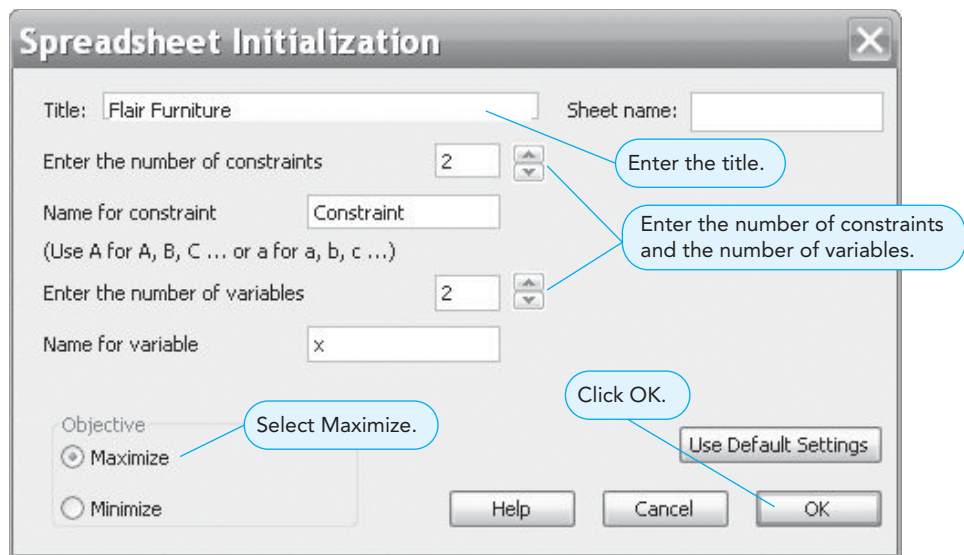 Spreadsheet Initialization
Title: Flair Furniture Sheet name:
Enter the number of constraints 2
Enter the title.
Name for constraint Constraint
Enter the number of constraints
and the number of variables.
(Use A for A, B, C ... or a for a, b, c ...)
Enter the number of variables 2
Name for variable x
Click OK.
Objective
Select Maximize.
Maximize
Use Default Settings
Minimize
Help Cancel OK